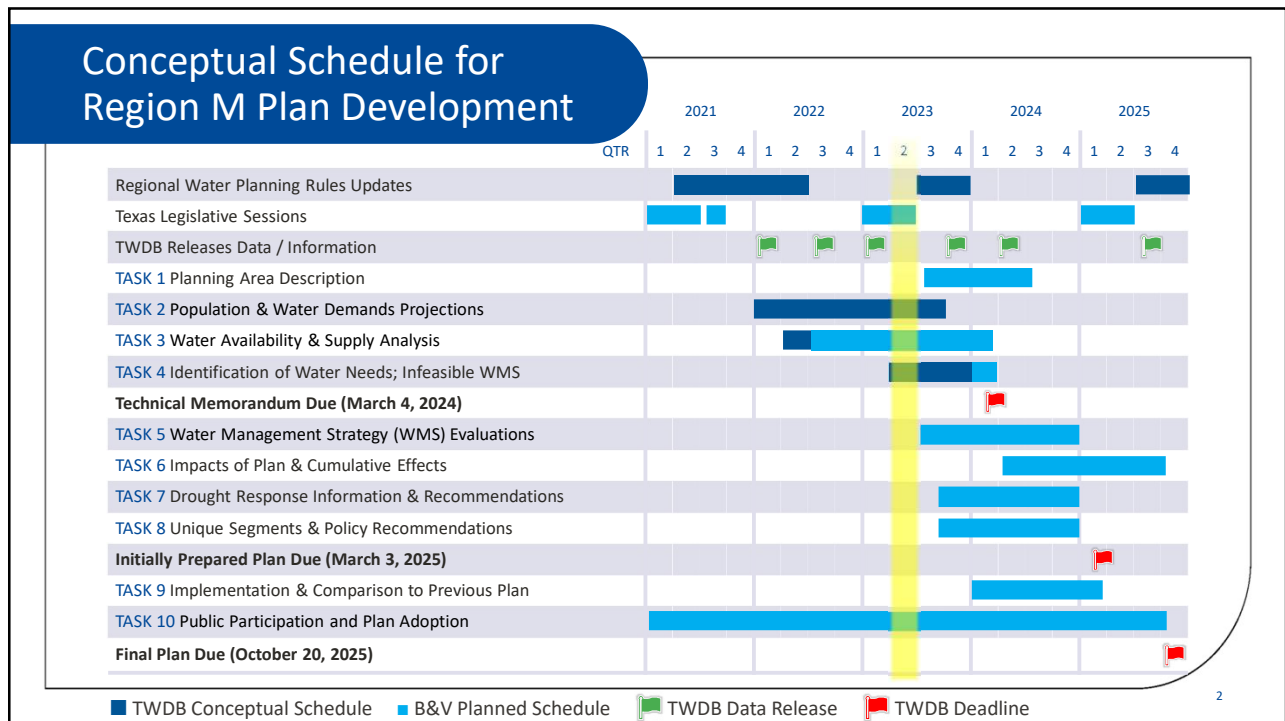 Conceptual Schedule for
Region M Plan Development
2021 2022 2023 2024 2025
QTR 1 2 3 4 1 2 3 4 1 2 3 4 1 2 3 4 1 2 3 4
Regional Water Planning Rules Updates
Texas Legislative Sessions
TWDB Releases Data / Information
TASK 1 Planning Area Description
TASK 2 Population & Water Demands Projections
TASK 3 Water Availability & Supply Analysis
TASK 4 Identification of Water Needs; Infeasible WMS
Technical Memorandum Due (March 4, 2024)
TASK 5 Water Management Strategy (WMS) Evaluations
TASK 6 Impacts of Plan & Cumulative Effects
TASK 7 Drought Response Information & Recommendations
TASK 8 Unique Segments & Policy Recommendations
Initially Prepared Plan Due (March 3, 2025)
TASK 9 Implementation & Comparison to Previous Plan
TASK 10 Public Participation and Plan Adoption
Final Plan Due (October 20, 2025)
TWDB Conceptual Schedule B&V Planned Schedule TWDB Data Release TWDB Deadline
2